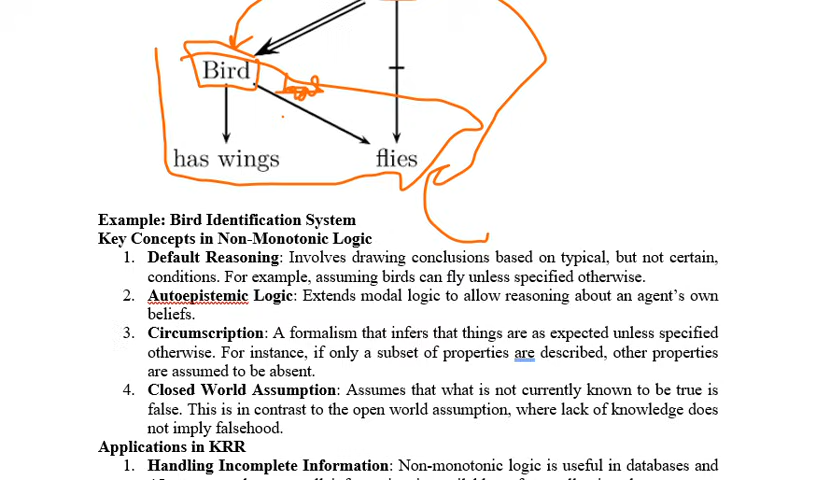 Bird
has wings
flies
Example: Bird Identification System
Key Concepts in Non-Monotonic Logic
1. Default Reasoning: Involves drawing conclusions based on typical, but not certain,
conditions. For example, assuming birds can fly unless specified otherwise.
2. Autoepistemic Logic: Extends modal logic to allow reasoning about an agent's own
beliefs.
3. Circumscription: A formalism that infers that things are as expected unless specified
otherwise. For instance, if only a subset of properties are described, other properties
are assumed to be absent.
4. Closed World Assumption: Assumes that what is not currently known to be true is
false. This is in contrast to the open world assumption, where lack of knowledge does
not imply falsehood.
Applications in KRR
1. Handling Incomplete Information: Non-monotonic logic is useful in databases and